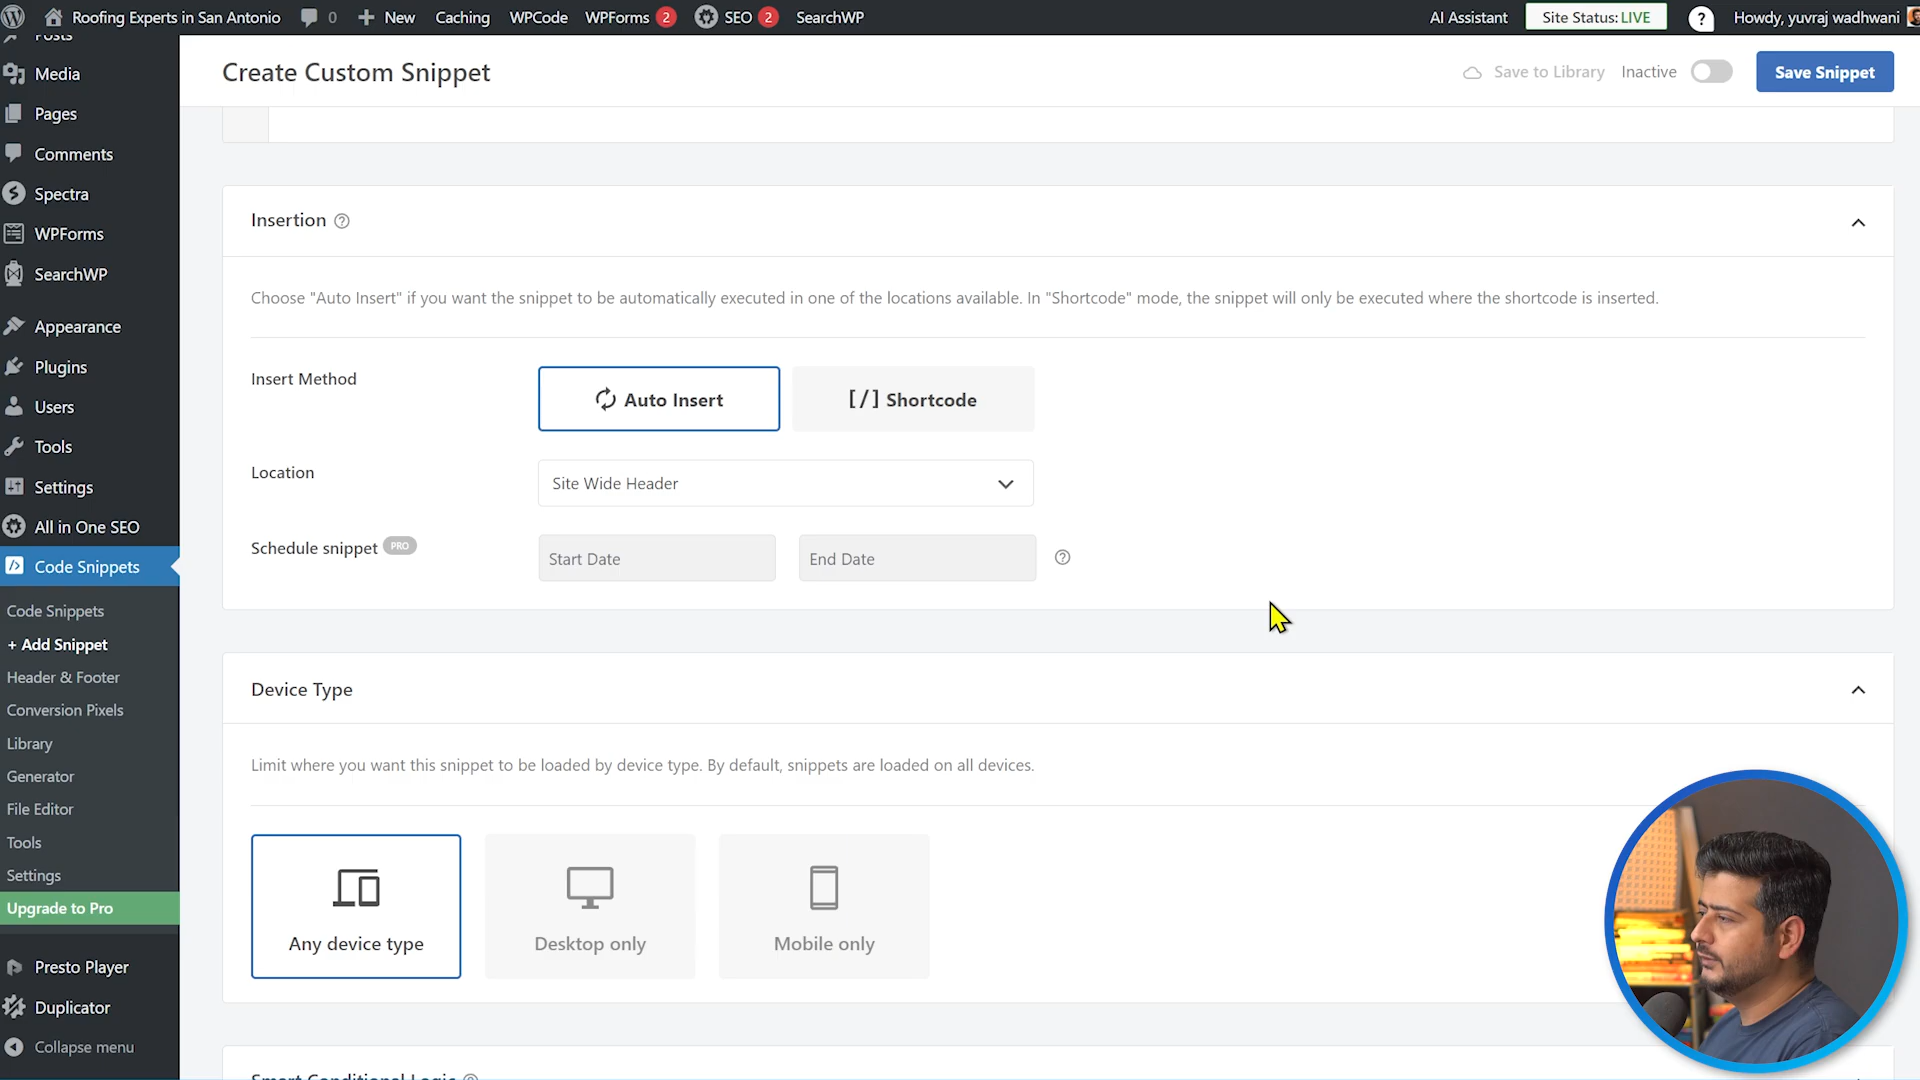 Roofing Experts in San Antonio 0 New Caching WPCode WPForms 2 SEO 2 SearchWP AI Assistant Site Status: LIVE ? Howdy, yuvraj wadhwani
Posts
Media
Pages
Comments
Spectra
WPForms
SearchWP
Appearance
Plugins
Users
Tools
Settings
All in One SEO
Code Snippets
Code Snippets
+ Add Snippet
Header & Footer
Conversion Pixels
Library
Generator
File Editor
Tools
Settings
Upgrade to Pro
Presto Player
Duplicator
Collapse menu
Create Custom Snippet
Save to Library Inactive Save Snippet
Insertion ?
Choose "Auto Insert" if you want the snippet to be automatically executed in one of the locations available. In "Shortcode" mode, the snippet will only be executed where the shortcode is inserted.
Insert Method
Auto Insert
[/] Shortcode
Location
Site Wide Header
Schedule snippet PRO
Start Date
End Date
?
Device Type
Limit where you want this snippet to be loaded by device type. By default, snippets are loaded on all devices.
Any device type
Desktop only
Mobile only
Smart Conditional Logic ?